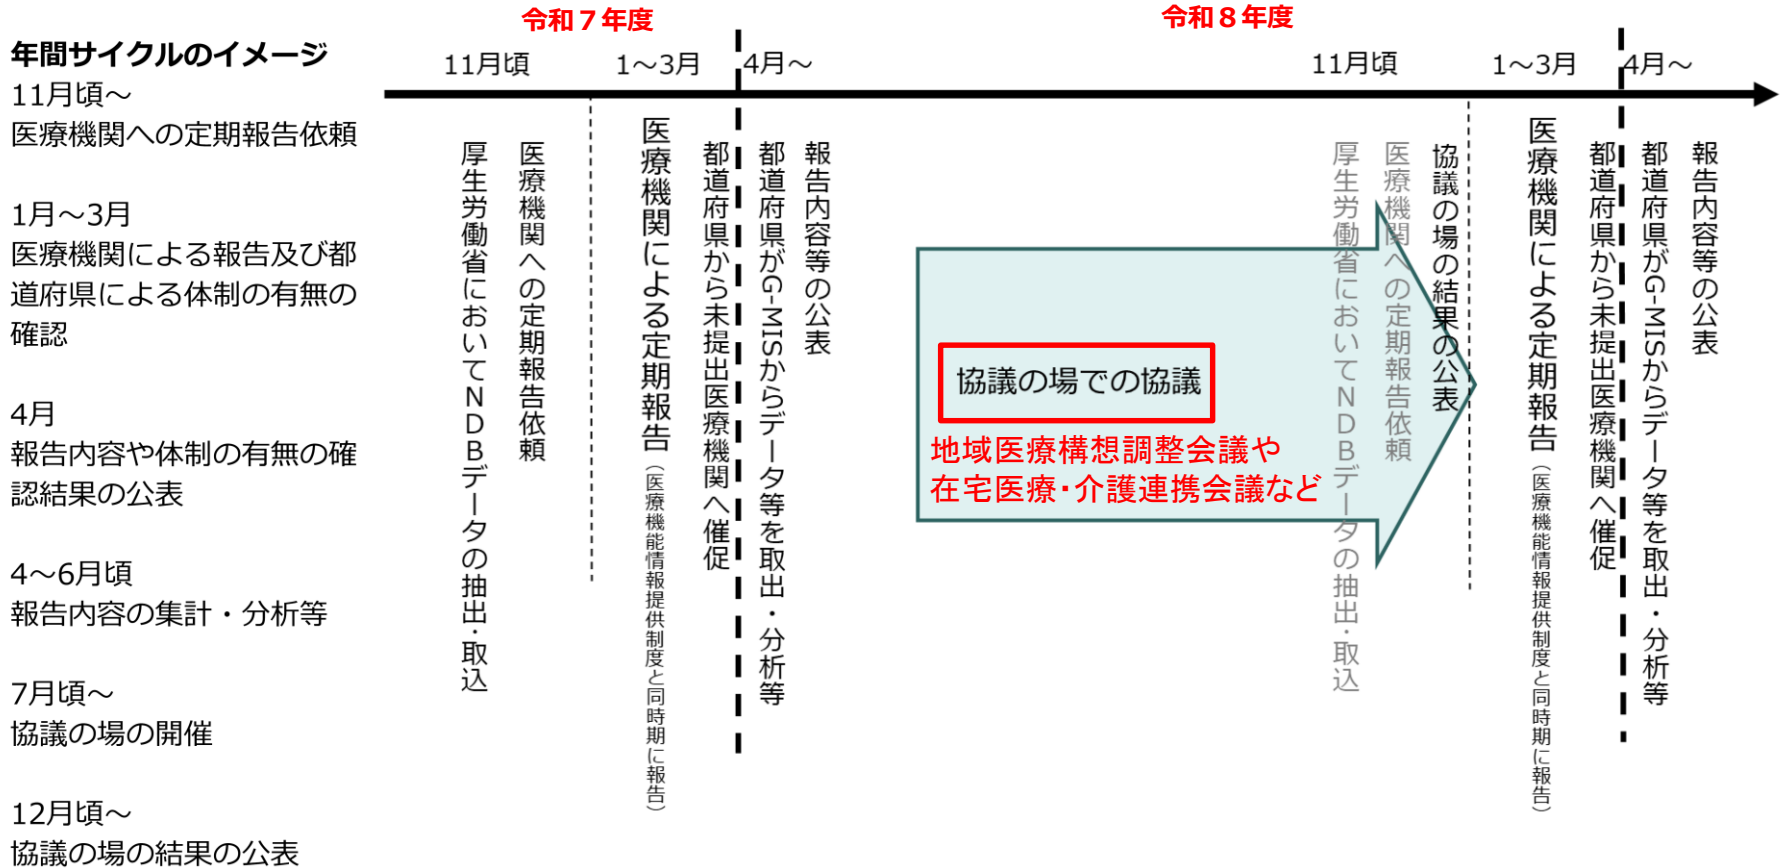 令和７年度
令和８年度
年間サイクルのイメージ
11月頃～
医療機関への定期報告依頼
1月～3月
医療機関による報告及び都
道府県による体制の有無の
確認
4月
報告内容や体制の有無の確
認結果の公表
4～6月頃
報告内容の集計・分析等
7月頃～
協議の場の開催
12月頃～
協議の場の結果の公表
11月頃
1～3月
4月～
11月頃
1～3月
4月～
厚生労働省においてＮＤＢデータの抽出・取込
医療機関への定期報告依頼
医療機関による定期報告（医療機能情報提供制度と同時期に報告）
都道府県から未提出医療機関へ催促
都道府県がG-MISからデータ等を取出・分析等
報告内容等の公表
協議の場での協議
地域医療構想調整会議や
在宅医療・介護連携会議など
厚生労働省においてＮＤＢデータの抽出・取込
医療機関への定期報告依頼
協議の場の結果の公表
医療機関による定期報告（医療機能情報提供制度と同時期に報告）
都道府県から未提出医療機関へ催促
都道府県がG-MISからデータ等を取出・分析等
報告内容等の公表